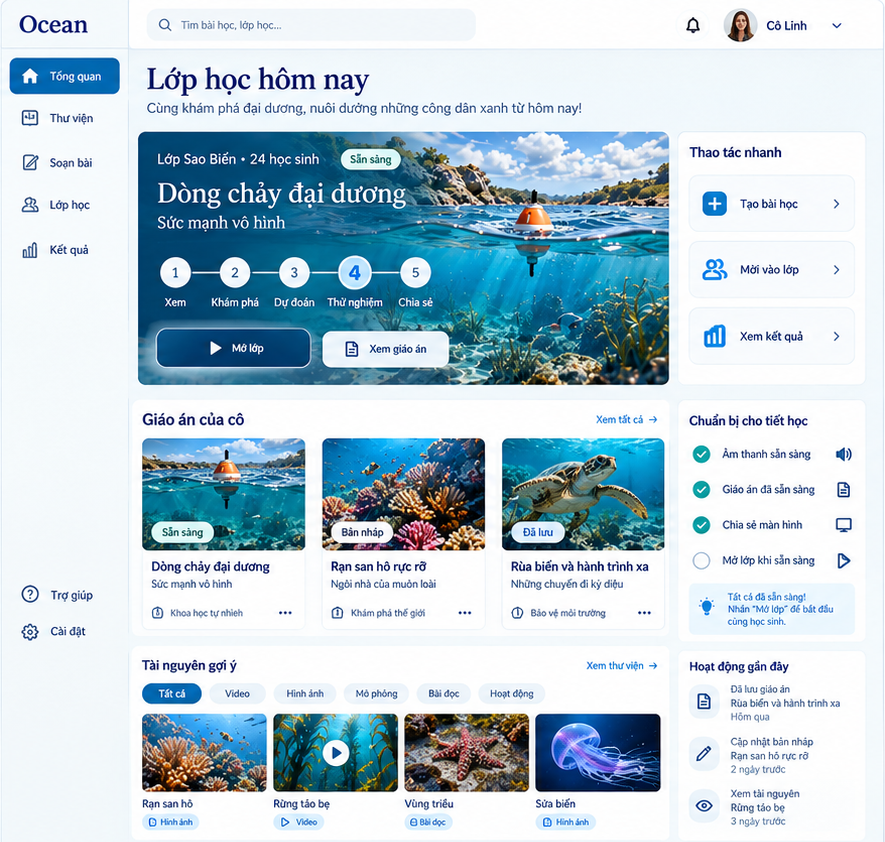 Ocean
Tìm bài học, lớp học...
Cô Linh
Tổng quan
Thư viện
Soạn bài
Lớp học
Kết quả
Trợ giúp
Cài đặt
Lớp học hôm nay
Cùng khám phá đại dương, nuôi dưỡng những công dân xanh từ hôm nay!
Lớp Sao Biển • 24 học sinh
Sẵn sàng
Dòng chảy đại dương
Sức mạnh vô hình
1 2 3 4 5
Xem Khám phá Dự đoán Thử nghiệm Chia sẻ
Mở lớp
Xem giáo án
Thao tác nhanh
Tạo bài học
Mời vào lớp
Xem kết quả
Giáo án của cô
Xem tất cả →
Sẵn sàng
Dòng chảy đại dương
Sức mạnh vô hình
Khoa học tự nhiên
Bản nháp
Rạn san hô rực rỡ
Ngôi nhà của muôn loài
Khám phá thế giới
Đã lưu
Rùa biển và hành trình xa
Những chuyến đi kỳ diệu
Bảo vệ môi trường
Chuẩn bị cho tiết học
Âm thanh sẵn sàng
Giáo án đã sẵn sàng
Chia sẻ màn hình
Mở lớp khi sẵn sàng
Tất cả đã sẵn sàng!
Nhấn "Mở lớp" để bắt đầu
cùng học sinh.
Tài nguyên gợi ý
Xem thư viện →
Tất cả
Video
Hình ảnh
Mô phỏng
Bài đọc
Hoạt động
Rạn san hô
Hình ảnh
Rừng tảo bẹ
Video
Vùng triều
Bài đọc
Sứa biển
Hình ảnh
Hoạt động gần đây
Đã lưu giáo án
Rùa biển và hành trình xa
Hôm qua
Cập nhật bản nháp
Rạn san hô rực rỡ
2 ngày trước
Xem tài nguyên
Rừng tảo bẹ
3 ngày trước